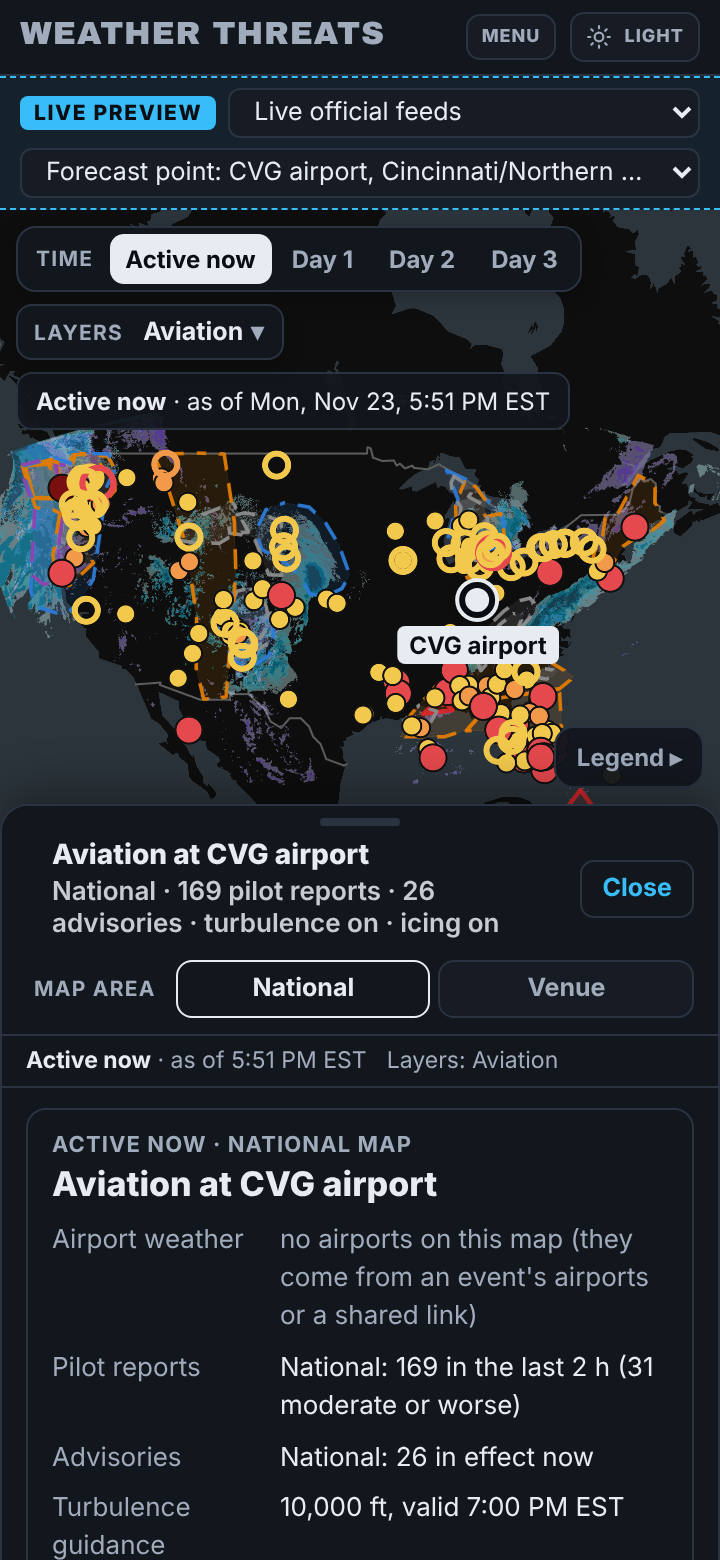 WEATHER THREATS
MENU
LIGHT
LIVE PREVIEW
Live official feeds
Forecast point: CVG airport, Cincinnati/Northern ...
TIME Active now Day 1 Day 2 Day 3
LAYERS Aviation ▾
Active now · as of Mon, Nov 23, 5:51 PM EST
CVG airport
Legend ▸
Aviation at CVG airport
National · 169 pilot reports · 26
advisories · turbulence on · icing on
Close
MAP AREA National Venue
Active now · as of 5:51 PM EST Layers: Aviation
ACTIVE NOW · NATIONAL MAP
Aviation at CVG airport
Airport weather no airports on this map (they
come from an event's airports
or a shared link)
Pilot reports National: 169 in the last 2 h (31
moderate or worse)
Advisories National: 26 in effect now
Turbulence 10,000 ft, valid 7:00 PM EST
guidance